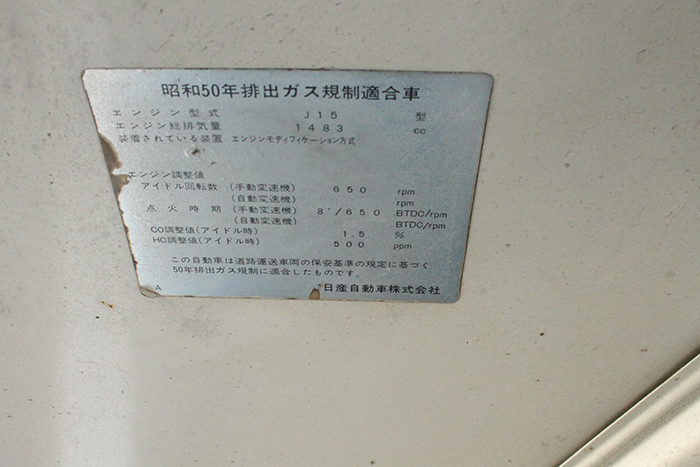 昭和50年排出ガス規制適合車
エンジン型式 J15 型
エンジン総排気量 1483 cc
装着されている装置 エンジンモディフィケーション方式
エンジン調整値
アイドル回転数 (手動変速機) 650 rpm
(自動変速機) rpm
点火時期 (手動変速機) 8°/650 BTDC/rpm
(自動変速機) BTDC/rpm
CO調整値(アイドル時) 1.5 %
HC調整値(アイドル時) 500 ppm
この自動車は道路運送車両の保安基準の規定に基づく
50年排出ガス規制に適合したものです.
A 日産自動車株式会社